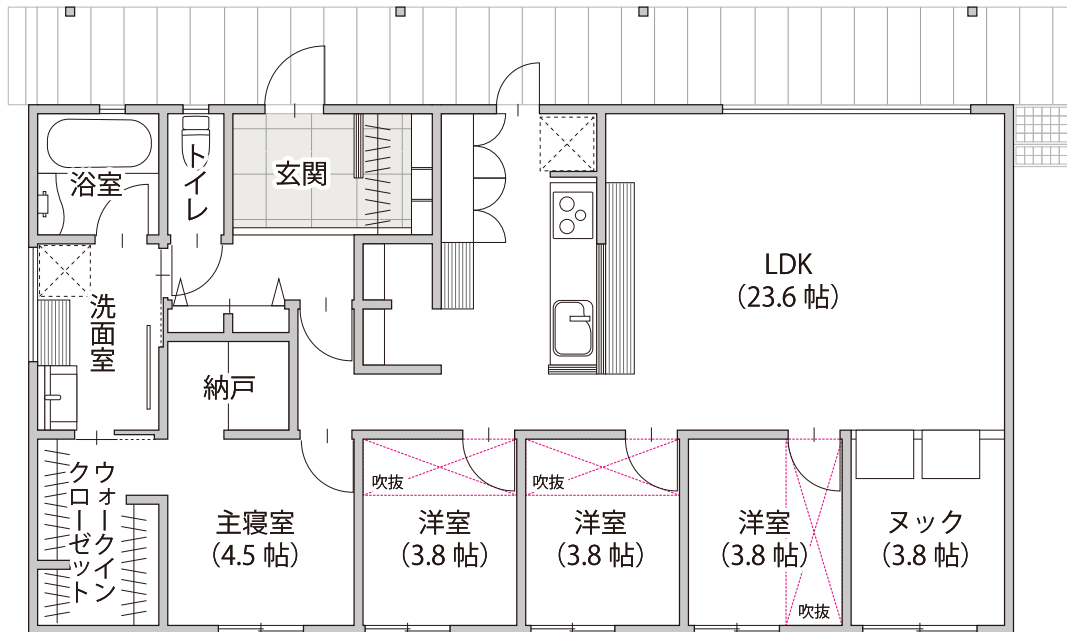 浴室
トイレ
玄関
LDK
（23.6 帖）
洗面室
納戸
ウォークイン
クローゼット
主寝室
（4.5 帖）
吹抜
洋室
（3.8 帖）
吹抜
洋室
（3.8 帖）
洋室
（3.8 帖）
吹抜
ヌック
（3.8 帖）